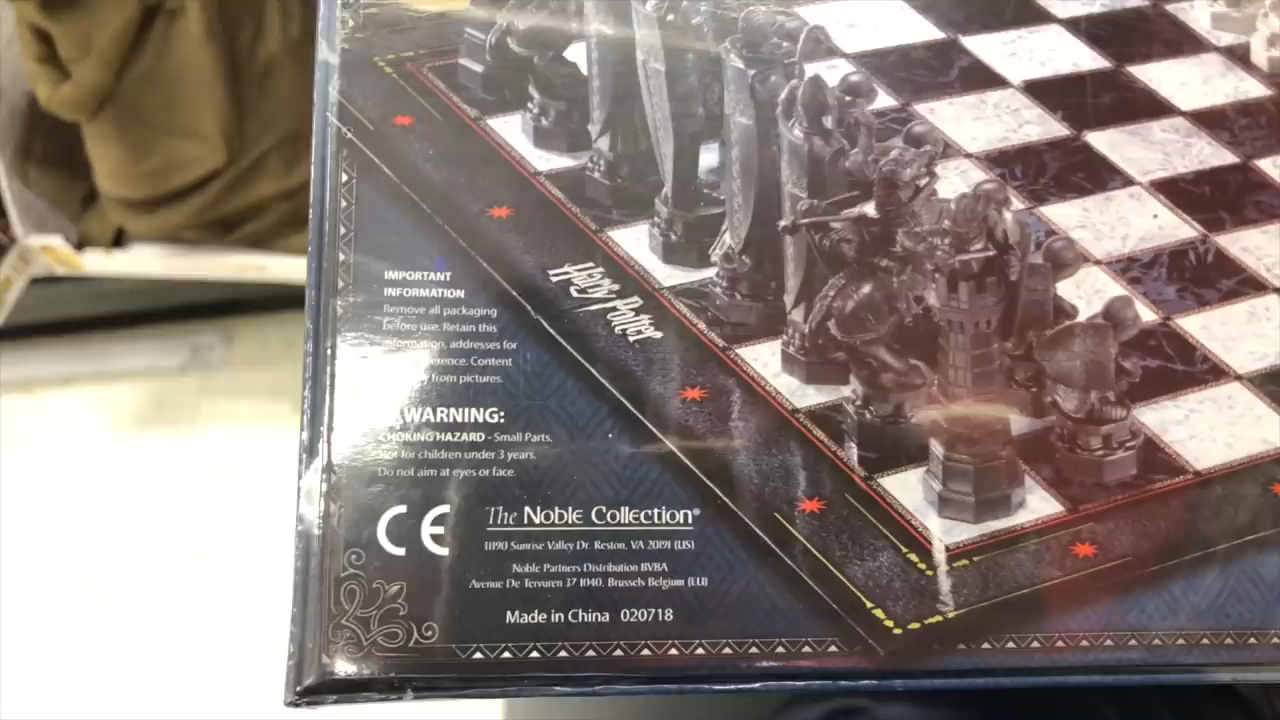 Harry Potter
IMPORTANT
INFORMATION
Remove all packaging
before use. Retain this
information, addresses for
Content
from pictures.
WARNING:
CHOKING HAZARD - Small Parts.
Not for children under 3 years.
Do not aim at eyes or face.
CE
The Noble Collection®
11190 Sunrise Valley Dr. Reston, VA 20191 (US)
Noble Partners Distribution BVBA
Avenue De Tervuren 37 1040, Brussels Belgium (EU)
Made in China 020718